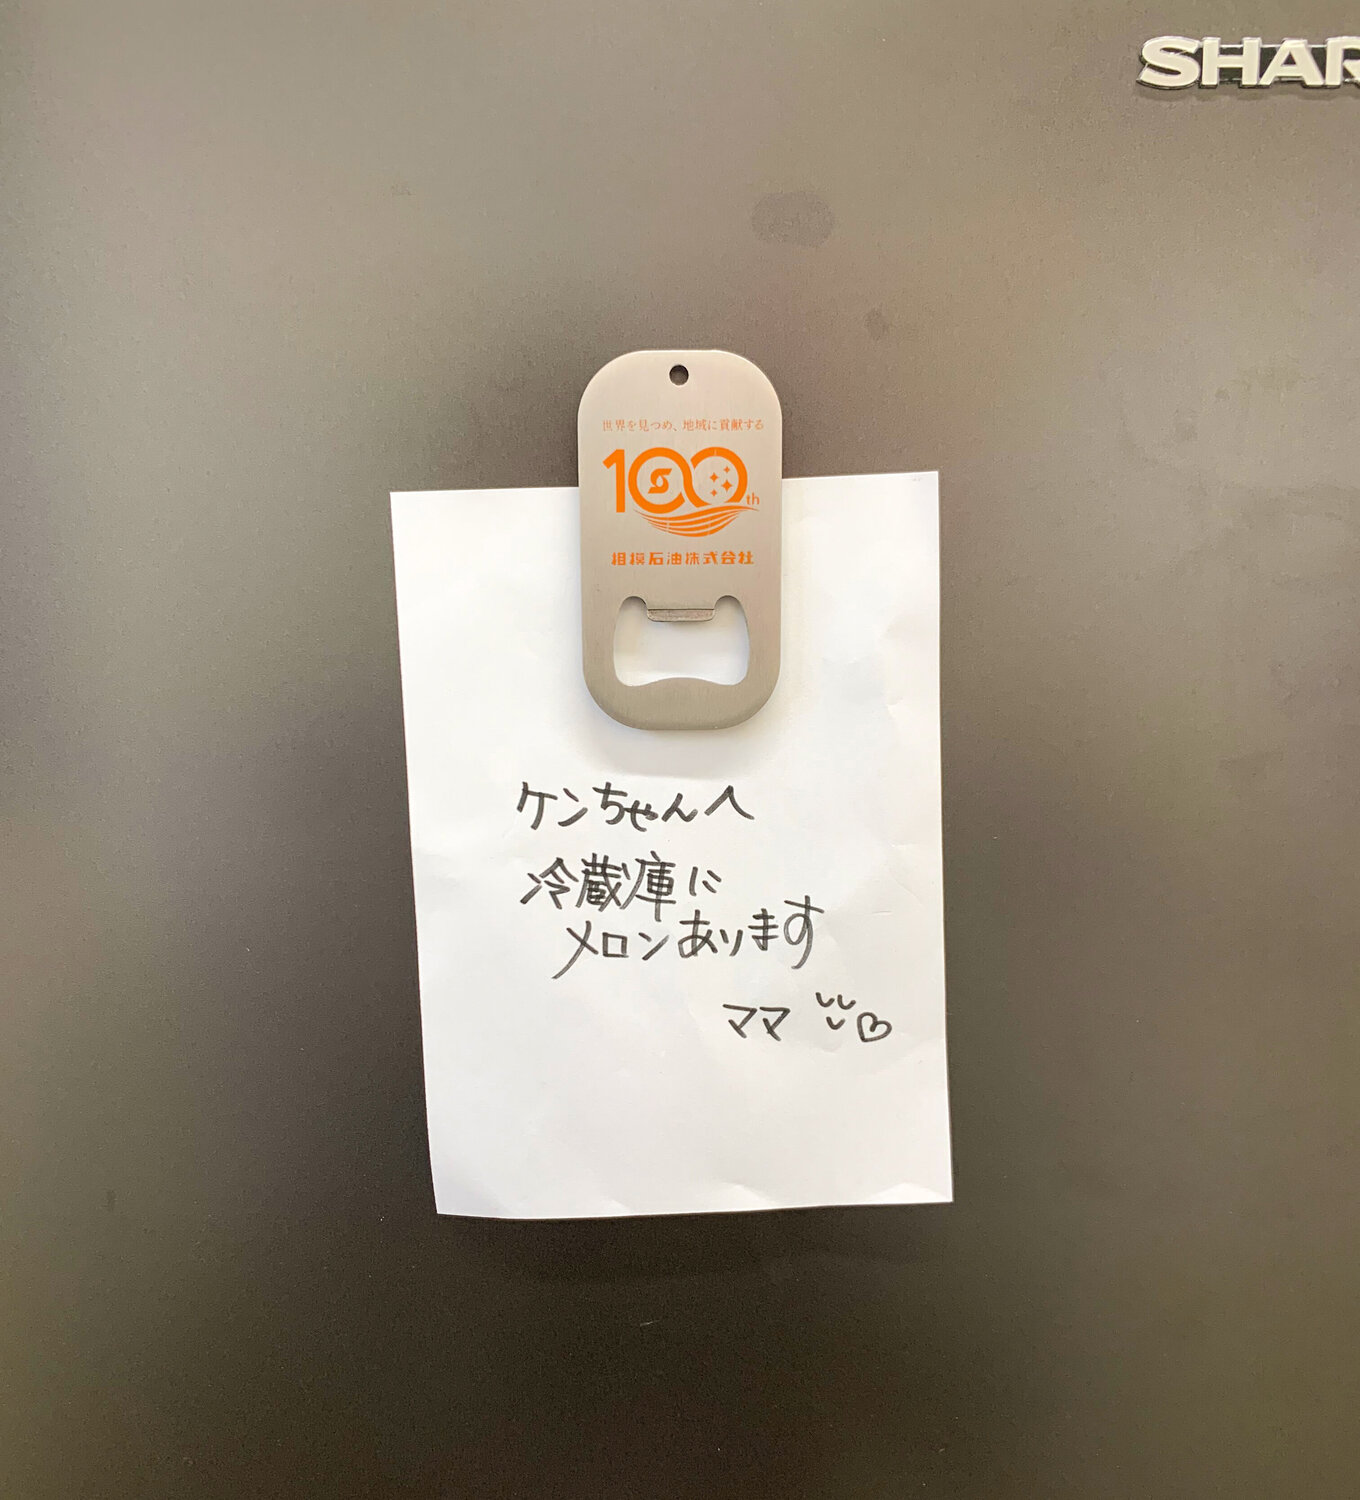 SHAR
世界を見つめ、地域に貢献する
100th
相模石油株式会社
ケンちゃんへ
冷蔵庫に
メロンあります
ママ